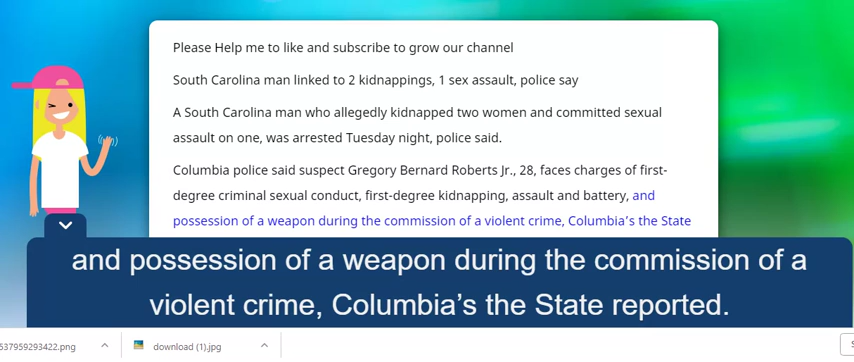 Please Help me to like and subscribe to grow our channel
South Carolina man linked to 2 kidnappings, 1 sex assault, police say
A South Carolina man who allegedly kidnapped two women and committed sexual
assault on one, was arrested Tuesday night, police said.
Columbia police said suspect Gregory Bernard Roberts Jr., 28, faces charges of first-
degree criminal sexual conduct, first-degree kidnapping, assault and battery, and
possession of a weapon during the commission of a violent crime, Columbia’s the State
and possession of a weapon during the commission of a
violent crime, Columbia’s the State reported.
537959293422.png
download (1).jpg
S